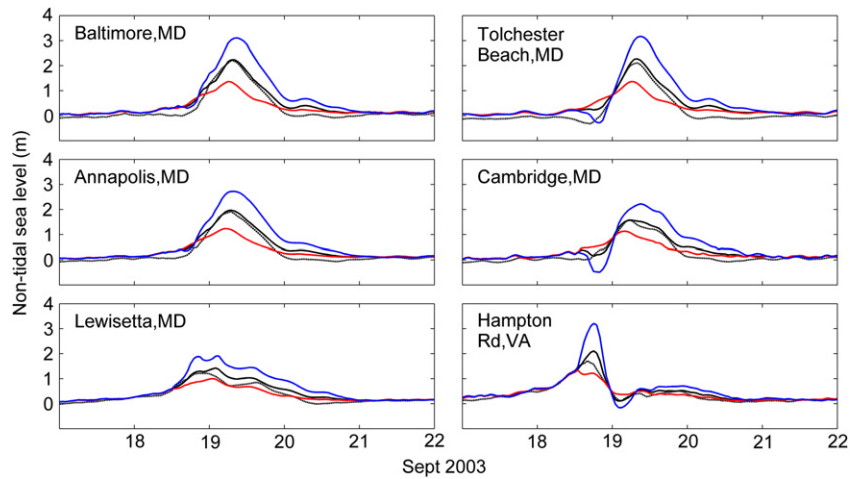 Baltimore,MD
Tolchester
Beach,MD
4
3
2
1
0
Non-tidal sea level (m)
Annapolis,MD
Cambridge,MD
4
3
2
1
0
Lewisetta,MD
Hampton
Rd,VA
4
3
2
1
0
18 19 20 21 22
18 19 20 21 22
Sept 2003